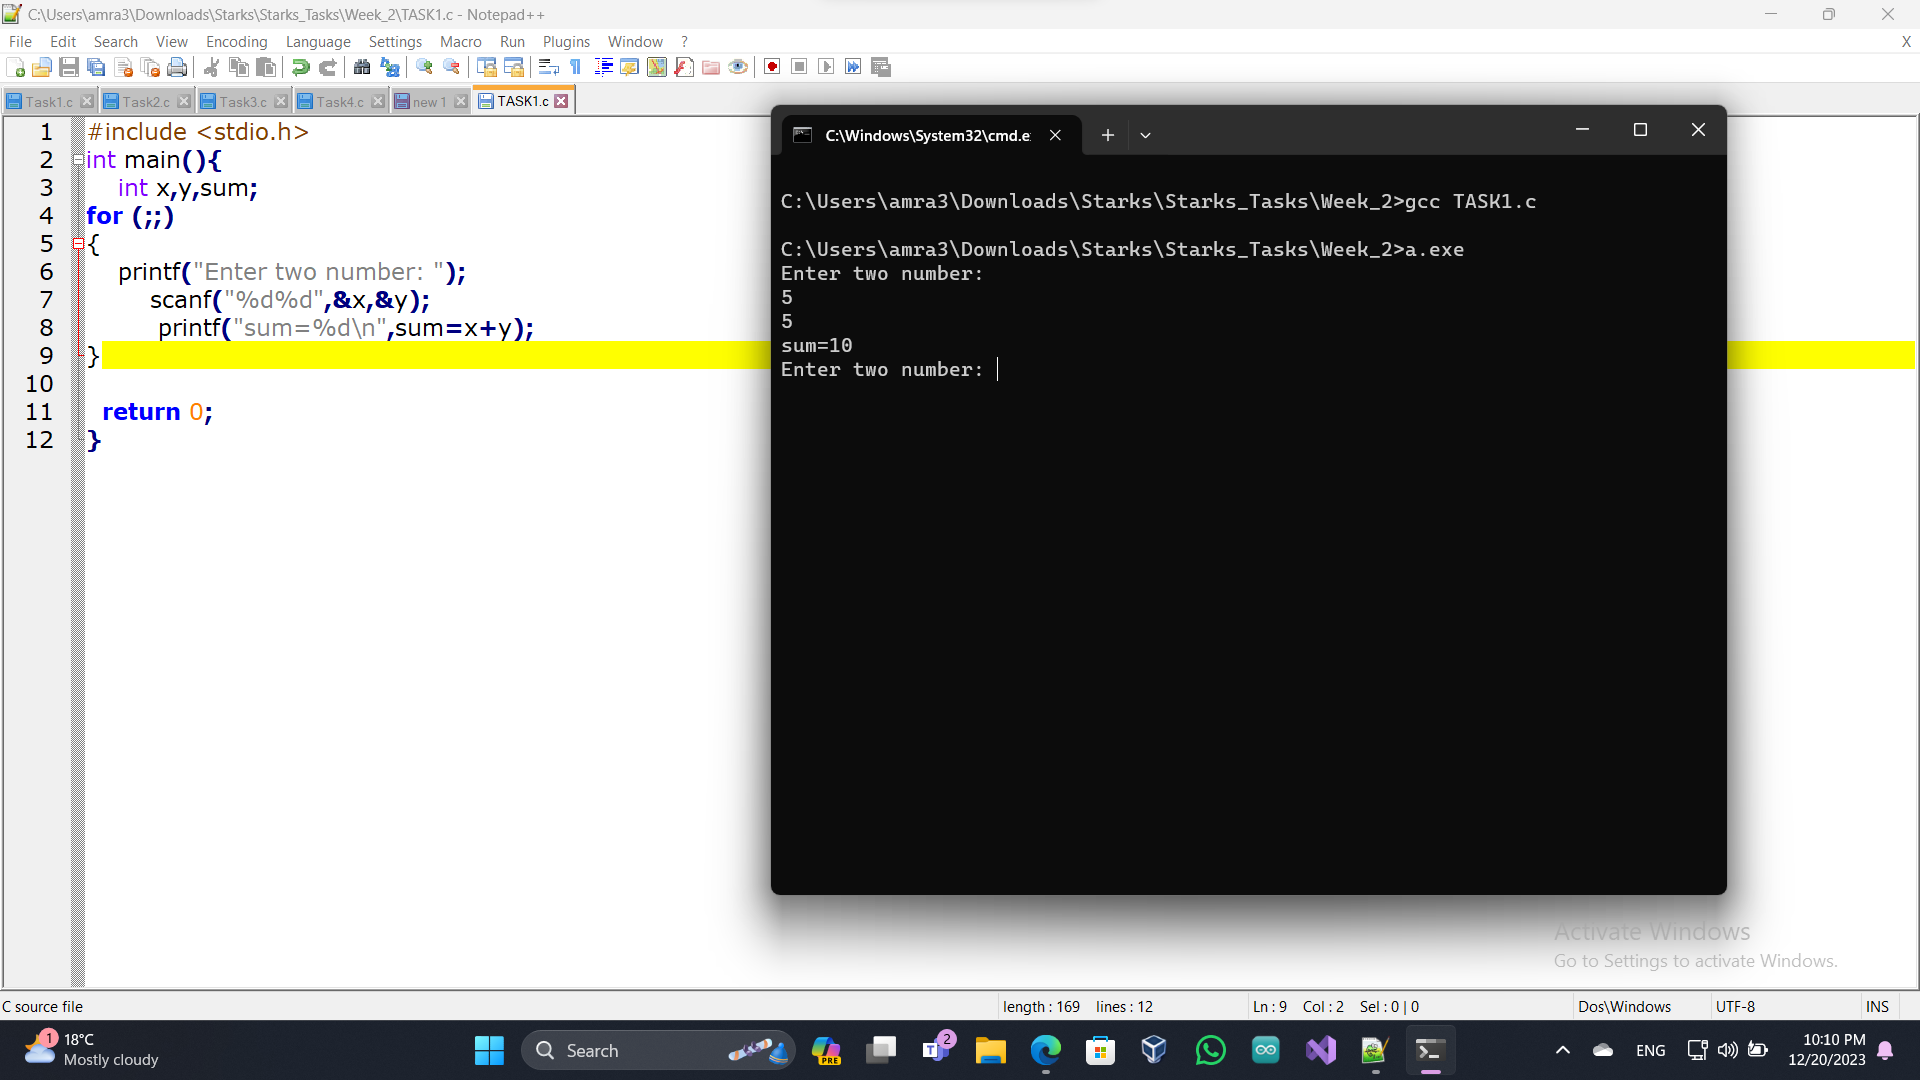 C:\Users\amra3\Downloads\Starks\Starks_Tasks\Week_2\TASK1.c - Notepad++
File Edit Search View Encoding Language Settings Macro Run Plugins Window ? X
Task1.c Task2.c Task3.c Task4.c new 1 TASK1.c
1 #include <stdio.h>
2 int main(){
3 int x,y,sum;
4 for (;;)
5 {
6 printf("Enter two number: ");
7 scanf("%d%d",&x,&y);
8 printf("sum=%d\n",sum=x+y);
9 }
10
11 return 0;
12 }
C:\Windows\System32\cmd.e
C:\Users\amra3\Downloads\Starks\Starks_Tasks\Week_2>gcc TASK1.c
C:\Users\amra3\Downloads\Starks\Starks_Tasks\Week_2>a.exe
Enter two number:
5
5
sum=10
Enter two number:
Activate Windows
Go to Settings to activate Windows.
C source file length : 169 lines : 12 Ln : 9 Col : 2 Sel : 0 | 0 Dos\Windows UTF-8 INS
1 18°C
Mostly cloudy
Search
PRE
2
ENG
10:10 PM
12/20/2023